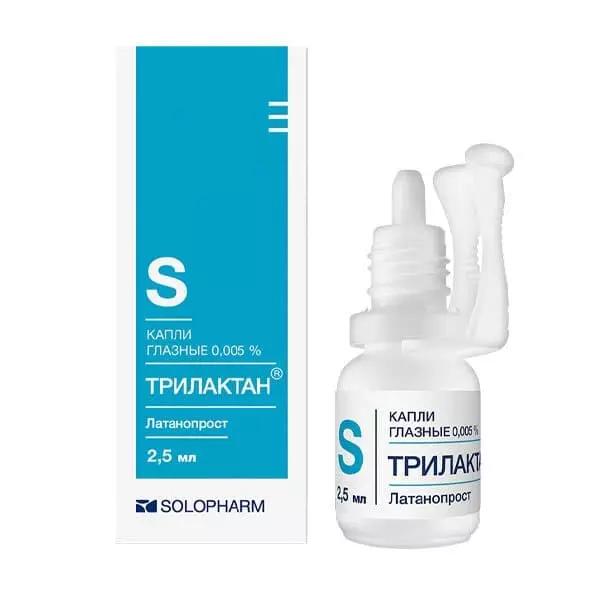 S
КАПЛИ
ГЛАЗНЫЕ 0,005 %
ТРИЛАКТАН®
Латанопрост
2,5 мл
SOLOPHARM
S
КАПЛИ
ГЛАЗНЫЕ 0,005 %
ТРИЛАКТА
2,5 мл
Латанопрост